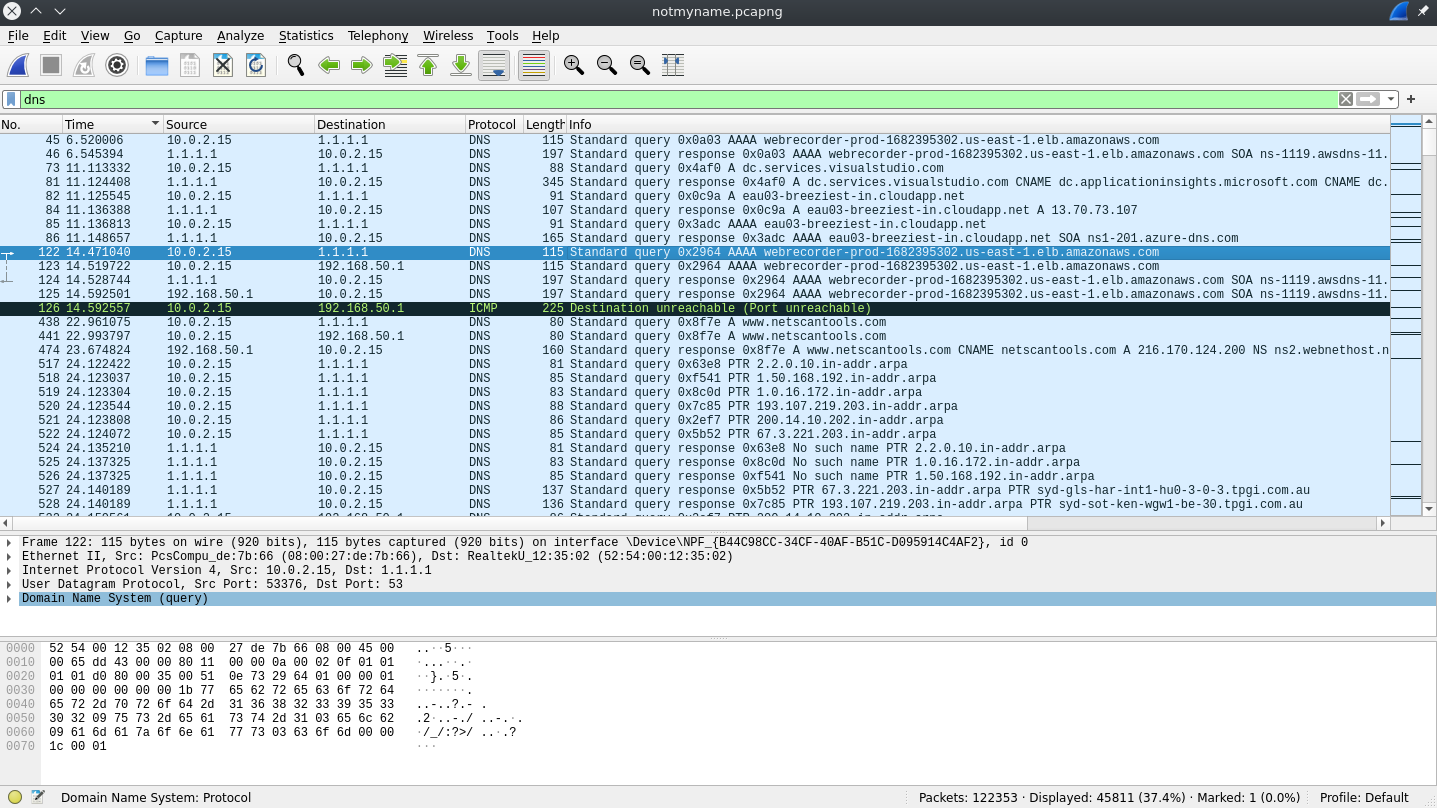 notmyname.pcapng
File Edit View Go Capture Analyze Statistics Telephony Wireless Tools Help
dns
No. Time Source Destination Protocol Length Info
45 6.520006 10.0.2.15 1.1.1.1 DNS 115 Standard query 0x0a03 AAAA webrecorder-prod-1682395302.us-east-1.elb.amazonaws.com
46 6.545394 1.1.1.1 10.0.2.15 DNS 197 Standard query response 0x0a03 AAAA webrecorder-prod-1682395302.us-east-1.elb.amazonaws.com SOA ns-1119.awsdns-11.
73 11.113332 10.0.2.15 1.1.1.1 DNS 88 Standard query 0x4af0 A dc.services.visualstudio.com
81 11.124408 1.1.1.1 10.0.2.15 DNS 345 Standard query response 0x4af0 A dc.services.visualstudio.com CNAME dc.applicationinsights.microsoft.com CNAME dc.
82 11.125545 10.0.2.15 1.1.1.1 DNS 91 Standard query 0x0c9a A eau03-breeziest-in.cloudapp.net
84 11.136388 1.1.1.1 10.0.2.15 DNS 107 Standard query response 0x0c9a A eau03-breeziest-in.cloudapp.net A 13.70.73.107
85 11.136813 10.0.2.15 1.1.1.1 DNS 91 Standard query 0x3adc AAAA eau03-breeziest-in.cloudapp.net
86 11.148657 1.1.1.1 10.0.2.15 DNS 165 Standard query response 0x3adc AAAA eau03-breeziest-in.cloudapp.net SOA ns1-201.azure-dns.com
122 14.471040 10.0.2.15 1.1.1.1 DNS 115 Standard query 0x2964 AAAA webrecorder-prod-1682395302.us-east-1.elb.amazonaws.com
123 14.519722 10.0.2.15 192.168.50.1 DNS 115 Standard query 0x2964 AAAA webrecorder-prod-1682395302.us-east-1.elb.amazonaws.com
124 14.528744 1.1.1.1 10.0.2.15 DNS 197 Standard query response 0x2964 AAAA webrecorder-prod-1682395302.us-east-1.elb.amazonaws.com SOA ns-1119.awsdns-11.
125 14.592501 192.168.50.1 10.0.2.15 DNS 197 Standard query response 0x2964 AAAA webrecorder-prod-1682395302.us-east-1.elb.amazonaws.com SOA ns-1119.awsdns-11.
126 14.592557 10.0.2.15 192.168.50.1 ICMP 225 Destination unreachable (Port unreachable)
438 22.961075 10.0.2.15 1.1.1.1 DNS 80 Standard query 0x8f7e A www.netscantools.com
441 22.993797 10.0.2.15 192.168.50.1 DNS 80 Standard query 0x8f7e A www.netscantools.com
474 23.674824 192.168.50.1 10.0.2.15 DNS 160 Standard query response 0x8f7e A www.netscantools.com CNAME netscantools.com A 216.170.124.200 NS ns2.webnethost.n
517 24.122422 10.0.2.15 1.1.1.1 DNS 81 Standard query 0x63e8 PTR 2.2.0.10.in-addr.arpa
518 24.123037 10.0.2.15 1.1.1.1 DNS 85 Standard query 0xf541 PTR 1.50.168.192.in-addr.arpa
519 24.123304 10.0.2.15 1.1.1.1 DNS 83 Standard query 0x8c0d PTR 1.0.16.172.in-addr.arpa
520 24.123544 10.0.2.15 1.1.1.1 DNS 88 Standard query 0x7c85 PTR 193.107.219.203.in-addr.arpa
521 24.123808 10.0.2.15 1.1.1.1 DNS 86 Standard query 0x2ef7 PTR 200.14.10.202.in-addr.arpa
522 24.124072 10.0.2.15 1.1.1.1 DNS 85 Standard query 0x5b52 PTR 67.3.221.203.in-addr.arpa
524 24.135210 1.1.1.1 10.0.2.15 DNS 81 Standard query response 0x63e8 No such name PTR 2.2.0.10.in-addr.arpa
525 24.137325 1.1.1.1 10.0.2.15 DNS 83 Standard query response 0x8c0d No such name PTR 1.0.16.172.in-addr.arpa
526 24.137325 1.1.1.1 10.0.2.15 DNS 85 Standard query response 0xf541 No such name PTR 1.50.168.192.in-addr.arpa
527 24.140189 1.1.1.1 10.0.2.15 DNS 137 Standard query response 0x5b52 PTR 67.3.221.203.in-addr.arpa PTR syd-gls-har-int1-hu0-3-0-3.tpgi.com.au
528 24.140189 1.1.1.1 10.0.2.15 DNS 136 Standard query response 0x7c85 PTR 193.107.219.203.in-addr.arpa PTR syd-sot-ken-wgw1-be-30.tpgi.com.au
Frame 122: 115 bytes on wire (920 bits), 115 bytes captured (920 bits) on interface \Device\NPF_{B44C98CC-34CF-40AF-B51C-D095914C4AF2}, id 0
Ethernet II, Src: PcsCompu_de:7b:66 (08:00:27:de:7b:66), Dst: RealtekU_12:35:02 (52:54:00:12:35:02)
Internet Protocol Version 4, Src: 10.0.2.15, Dst: 1.1.1.1
User Datagram Protocol, Src Port: 53376, Dst Port: 53
Domain Name System (query)
0000 52 54 00 12 35 02 08 00 27 de 7b 66 08 00 45 00 ..··5···
0010 00 65 dd 43 00 00 80 11 00 00 0a 00 02 0f 01 01 ·...··.·
0020 01 01 d0 80 00 35 00 51 0e 73 29 64 01 00 00 01 ··}.·5·.
0030 00 00 00 00 00 00 1b 77 65 62 72 65 63 6f 72 64 ·······.
0040 65 72 2d 70 72 6f 64 2d 31 36 38 32 33 39 35 33 ..-..?.- .
0050 30 32 09 75 73 2d 65 61 73 74 2d 31 03 65 6c 62 .2·..-./ ..-.·.
0060 09 61 6d 61 7a 6f 6e 61 77 73 03 63 6f 6d 00 00 ·/_/:?>/ ..·.?
0070 1c 00 01 ···
Domain Name System: Protocol
Packets: 122353 · Displayed: 45811 (37.4%) · Marked: 1 (0.0%)
Profile: Default